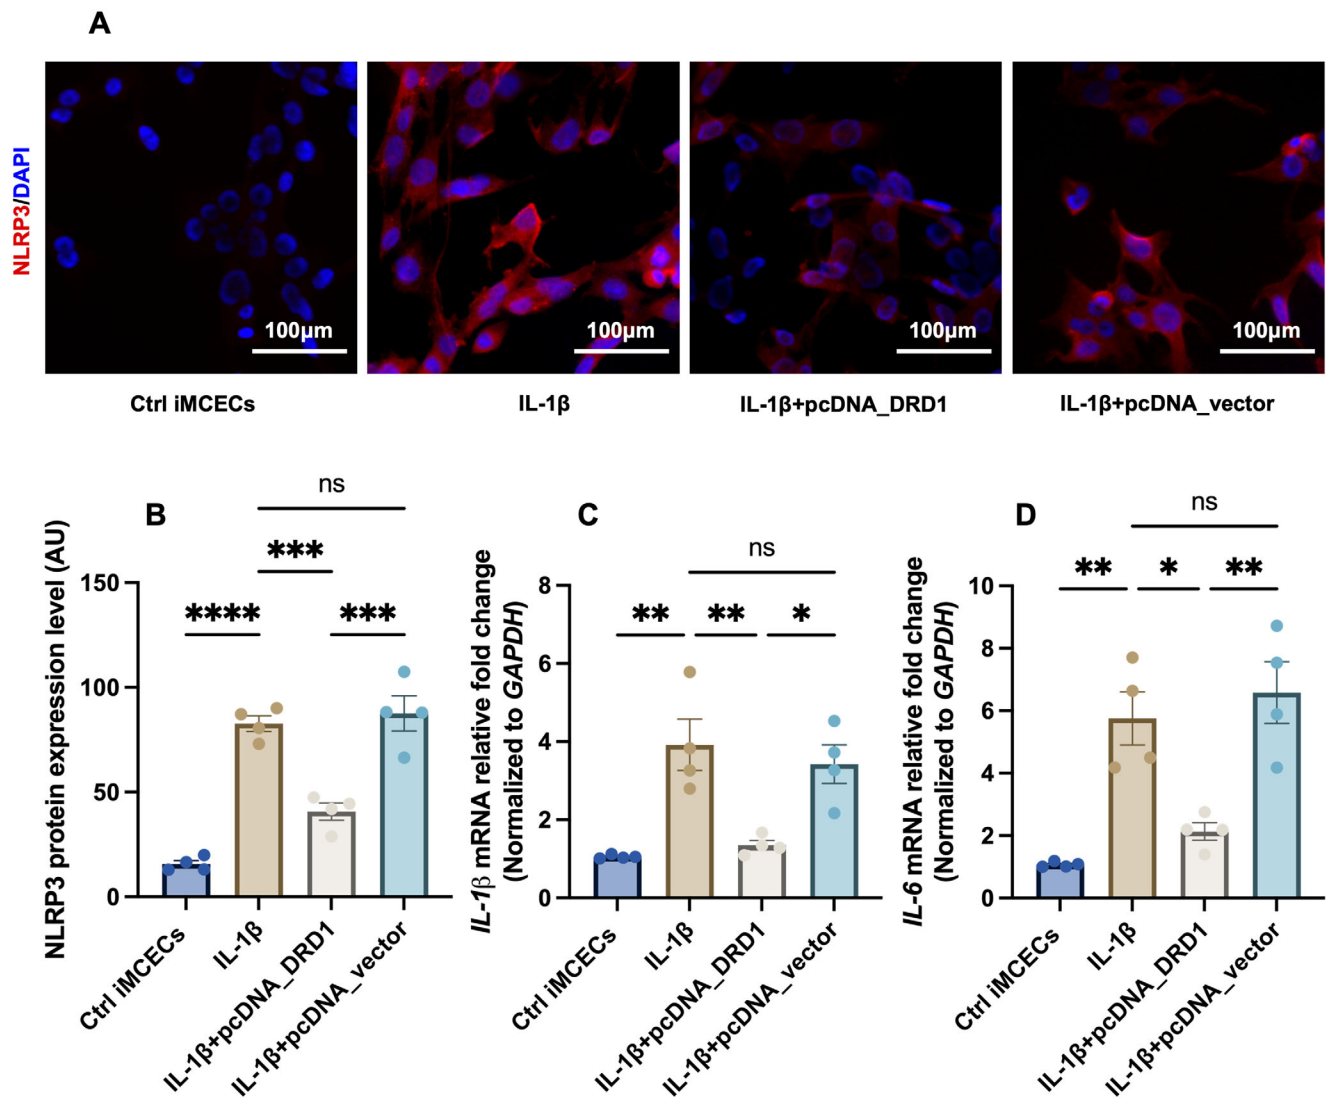 A
NLRP3/DAPI
100μm
100μm
100μm
100μm
Ctrl iMCECs
IL-1β
IL-1β+pcDNA_DRD1
IL-1β+pcDNA_vector
B
NLRP3 protein expression level (AU)
ns
***
****
***
150
100
50
0
Ctrl iMCECs
IL-1β
IL-1β+pcDNA_DRD1
IL-1β+pcDNA_vector
C
IL-1β mRNA relative fold change
(Normalized to GAPDH)
ns
**
**
*
8
6
4
2
0
Ctrl iMCECs
IL-1β
IL-1β+pcDNA_DRD1
IL-1β+pcDNA_vector
D
IL-6 mRNA relative fold change
(Normalized to GAPDH)
ns
**
*
**
10
8
6
4
2
0
Ctrl iMCECs
IL-1β
IL-1β+pcDNA_DRD1
IL-1β+pcDNA_vector